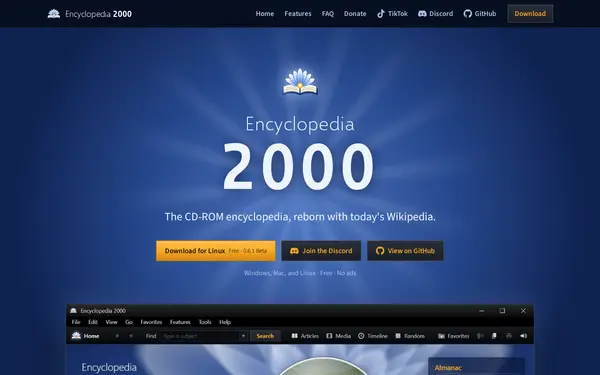 Encyclopedia 2000
Home Features FAQ Donate TikTok Discord GitHub Download
Encyclopedia
2000
The CD-ROM encyclopedia, reborn with today's Wikipedia.
Download for Linux Free · 0.6.1 Beta Join the Discord View on GitHub
Windows, Mac, and Linux · Free · No ads
Encyclopedia 2000
File Edit View Go Favorites Features Tools Help
Home Find Type a subject Search Articles Media Timeline Random Favorites
Encyclopedia
Almanac